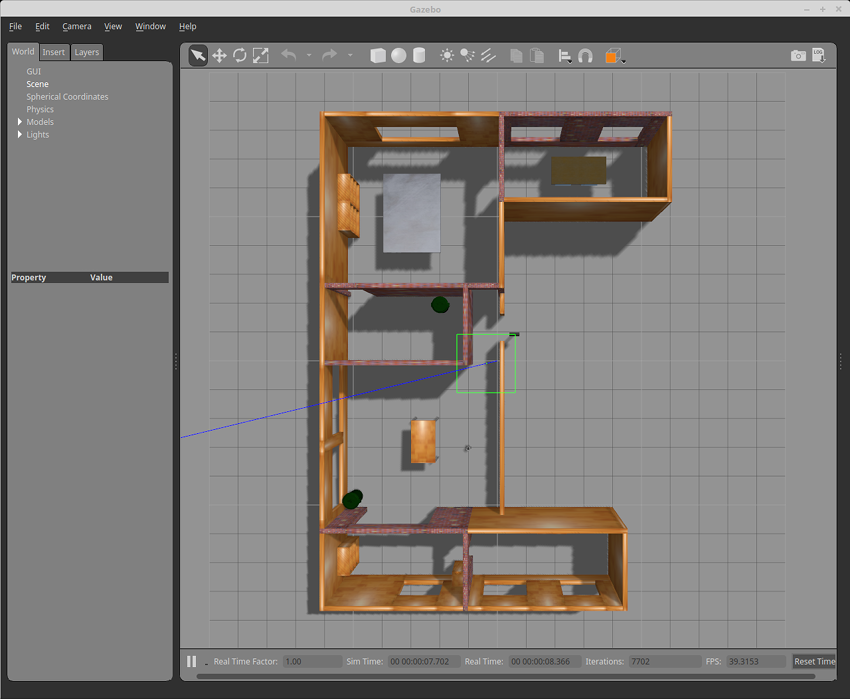 Gazebo
File Edit Camera View Window Help
World Insert Layers
GUI
Scene
Spherical Coordinates
Physics
Models
Lights
Property Value
LOG
Real Time Factor: 1.00 Sim Time: 00 00:00:07.702 Real Time: 00 00:00:08.366 Iterations: 7702 FPS: 39.3153 Reset Time